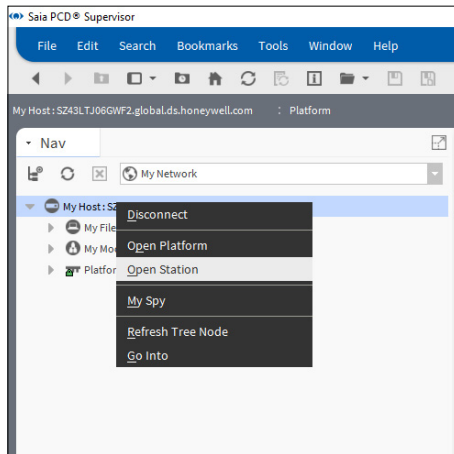 Saia PCD® Supervisor
File Edit Search Bookmarks Tools Window Help
My Host : SZ43LTJ06GWF2.global.ds.honeywell.com : Platform
Nav
My Network
My Host : SZ
My File
My Mo
Platfor
Disconnect
Open Platform
Open Station
My Spy
Refresh Tree Node
Go Into